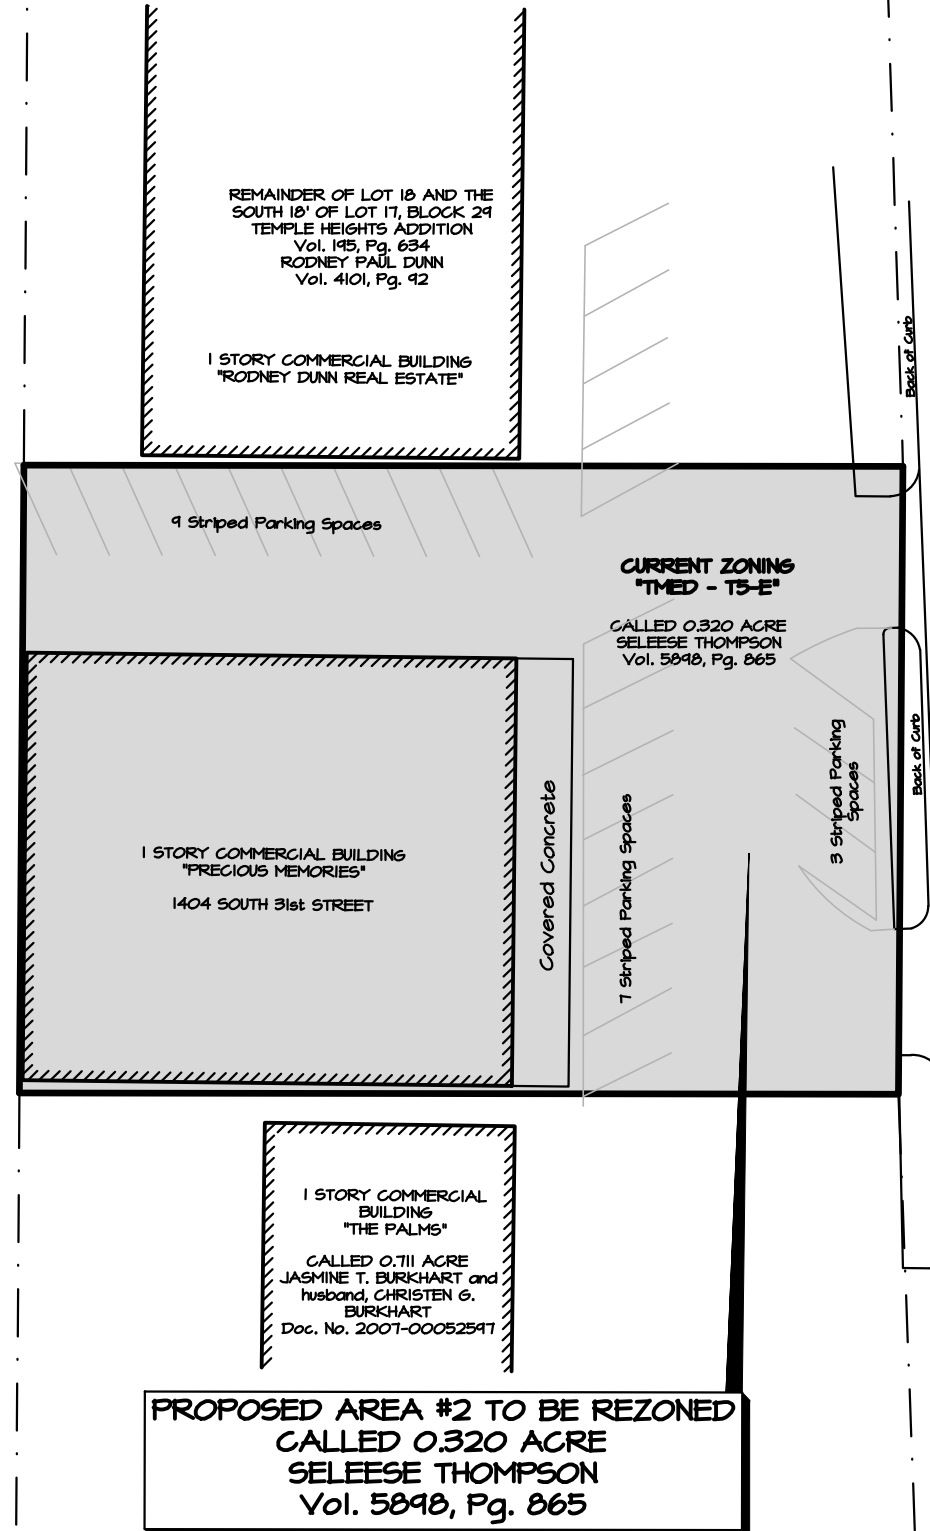 REMAINDER OF LOT 18 AND THE
SOUTH 18' OF LOT 17, BLOCK 29
TEMPLE HEIGHTS ADDITION
Vol. 195, Pg. 634
RODNEY PAUL DUNN
Vol. 4101, Pg. 92
1 STORY COMMERCIAL BUILDING
"RODNEY DUNN REAL ESTATE"
Back of Curb
9 Striped Parking Spaces
CURRENT ZONING
"TMED - T5-E"
CALLED 0.320 ACRE
SELEESE THOMPSON
Vol. 5898, Pg. 865
3 Striped Parking
Spaces
Back of Curb
Covered Concrete
7 Striped Parking Spaces
1 STORY COMMERCIAL BUILDING
"PRECIOUS MEMORIES"
1404 SOUTH 31st STREET
1 STORY COMMERCIAL
BUILDING
"THE PALMS"
CALLED 0.711 ACRE
JASMINE T. BURKHART and
husband, CHRISTEN G.
BURKHART
Doc. No. 2007-00052597
PROPOSED AREA #2 TO BE REZONED
CALLED 0.320 ACRE
SELEESE THOMPSON
Vol. 5898, Pg. 865